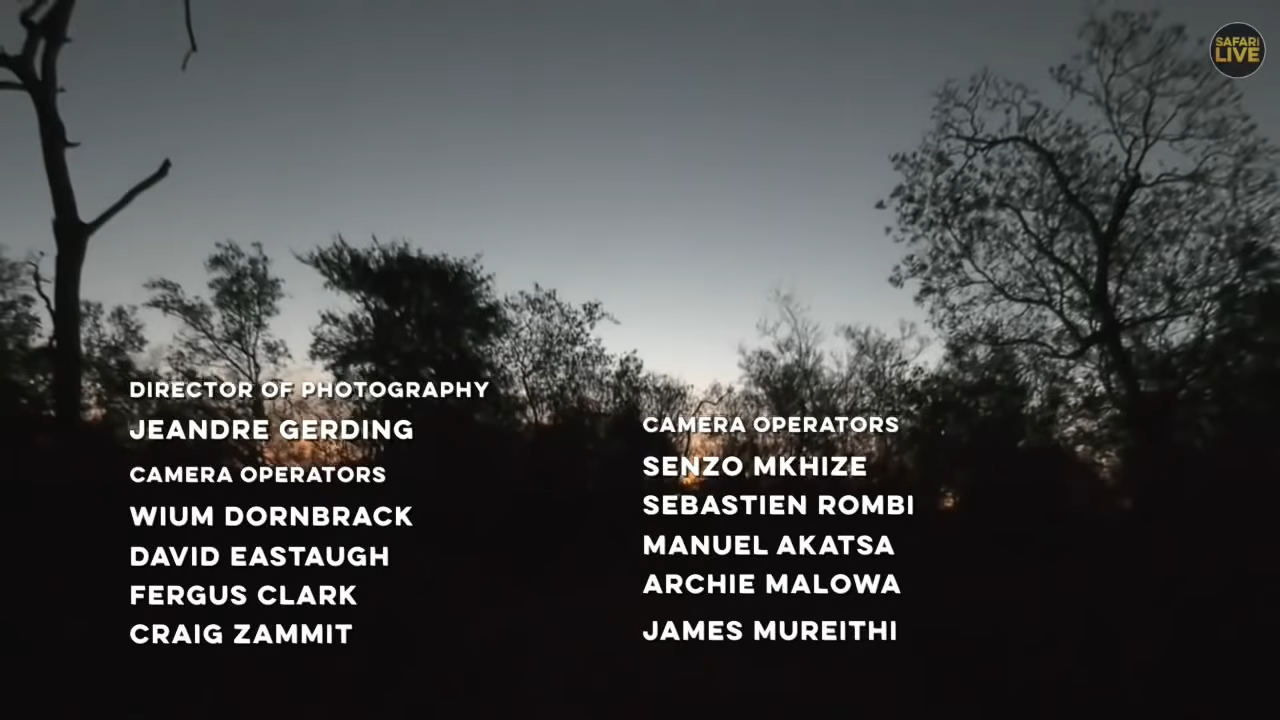 SAFARI
LIVE
DIRECTOR OF PHOTOGRAPHY
JEANDRE GERDING
CAMERA OPERATORS
WIUM DORNBRACK
DAVID EASTAUGH
FERGUS CLARK
CRAIG ZAMMIT
CAMERA OPERATORS
SENZO MKHIZE
SEBASTIEN ROMBI
MANUEL AKATSA
ARCHIE MALOWA
JAMES MUREITHI